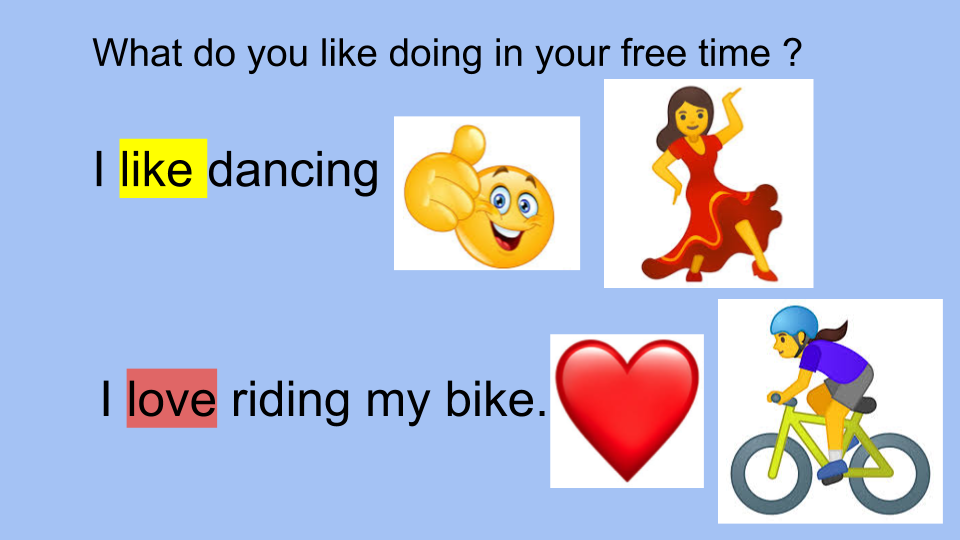 What do you like doing in your free time ?
I like dancing
I love riding my bike.